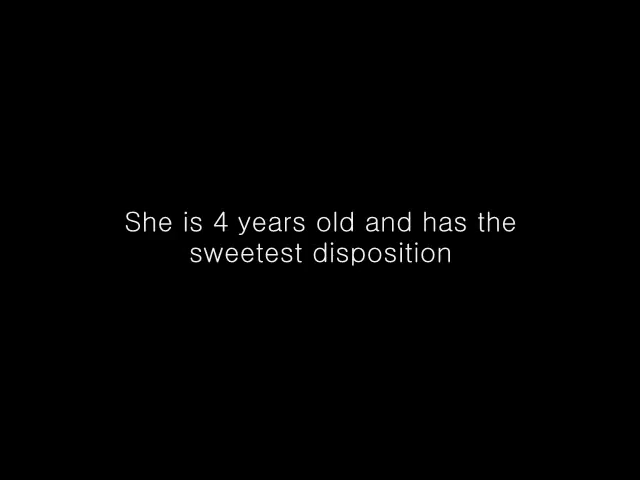 She is 4 years old and has the
sweetest disposition